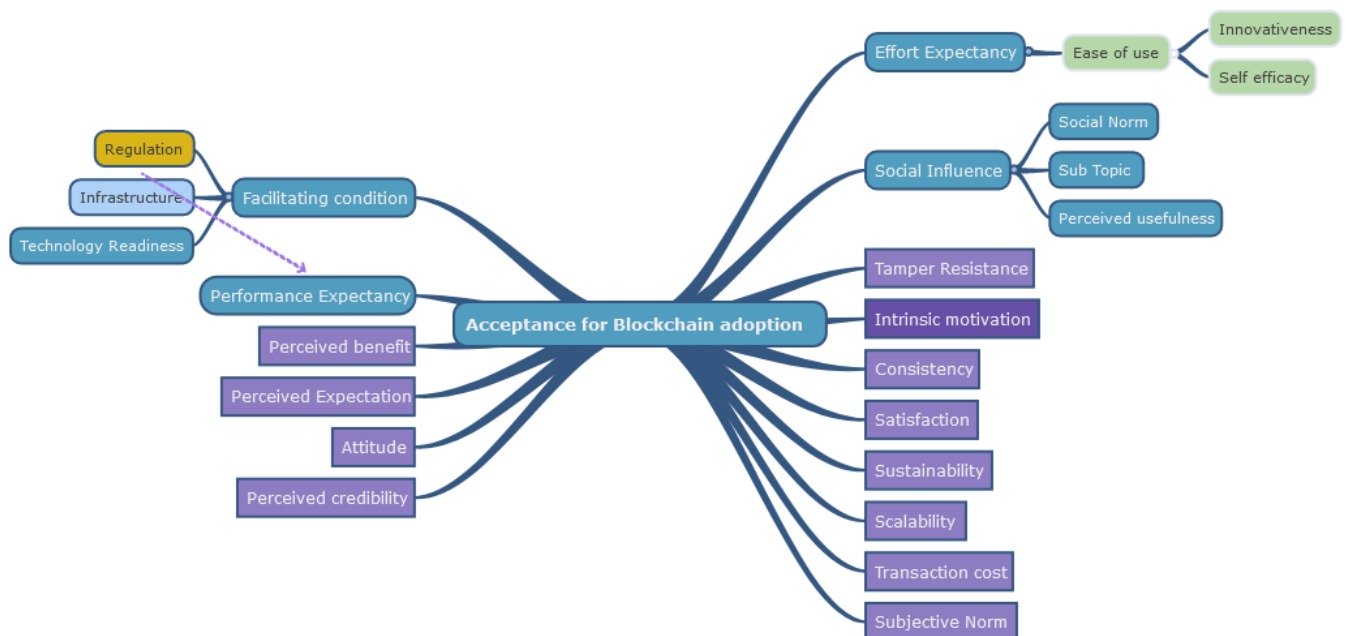 Acceptance for Blockchain adoption
Effort Expectancy
Ease of use
Innovativeness
Self efficacy
Social Influence
Social Norm
Sub Topic
Perceived usefulness
Tamper Resistance
Intrinsic motivation
Consistency
Satisfaction
Sustainability
Scalability
Transaction cost
Subjective Norm
Facilitating condition
Regulation
Infrastructure
Technology Readiness
Performance Expectancy
Perceived benefit
Perceived Expectation
Attitude
Perceived credibility